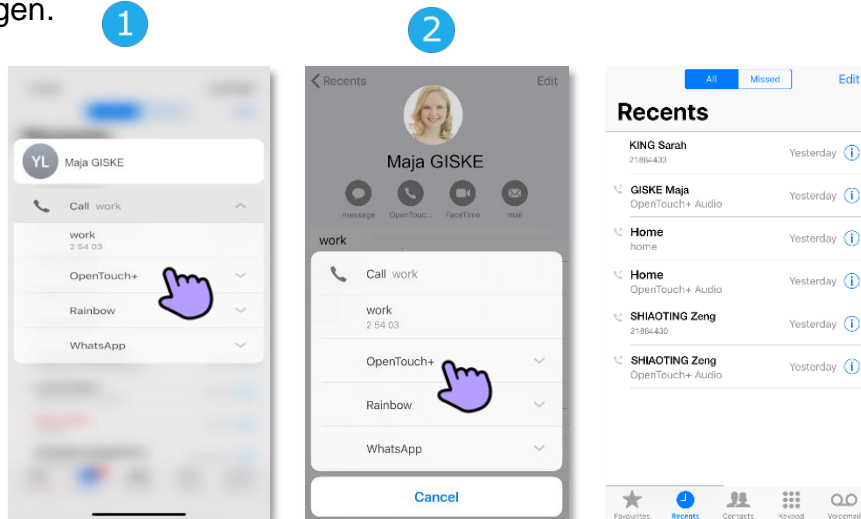 gen.
1
2
YL Maja GISKE
Call work
work
2 54 03
OpenTouch+
Rainbow
WhatsApp
Recents Edit
Maja GISKE
message OpenTouc... FaceTime mail
work
Call work
work
2 54 03
OpenTouch+
Rainbow
WhatsApp
Cancel
All Missed Edit
Recents
KING Sarah
21864433
Yesterday
GISKE Maja
OpenTouch+ Audio
Yesterday
Home
home
Yesterday
Home
OpenTouch+ Audio
Yesterday
SHIAOTING Zeng
21864430
Yesterday
SHIAOTING Zeng
OpenTouch+ Audio
Yesterday
Favourites Recents Contacts Keypad Voicemail